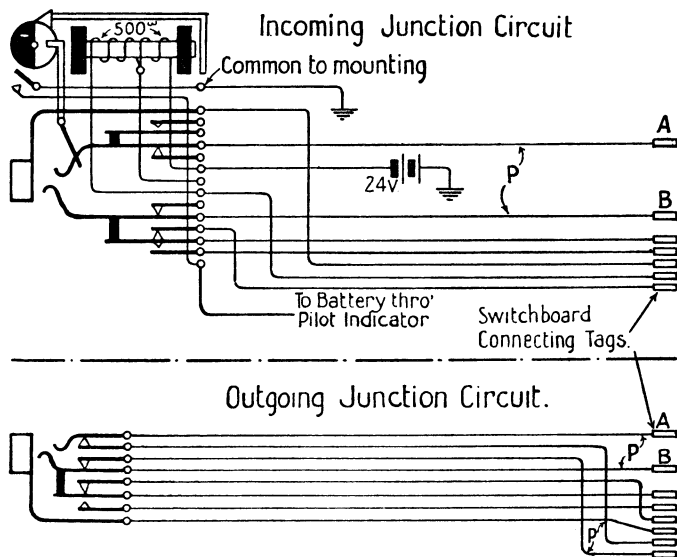 Incoming Junction Circuit
500ω
Common to mounting
A
P
24v
B
To Battery thro'
Pilot Indicator
Switchboard
Connecting Tags.
Outgoing Junction Circuit.
A
P
B
P